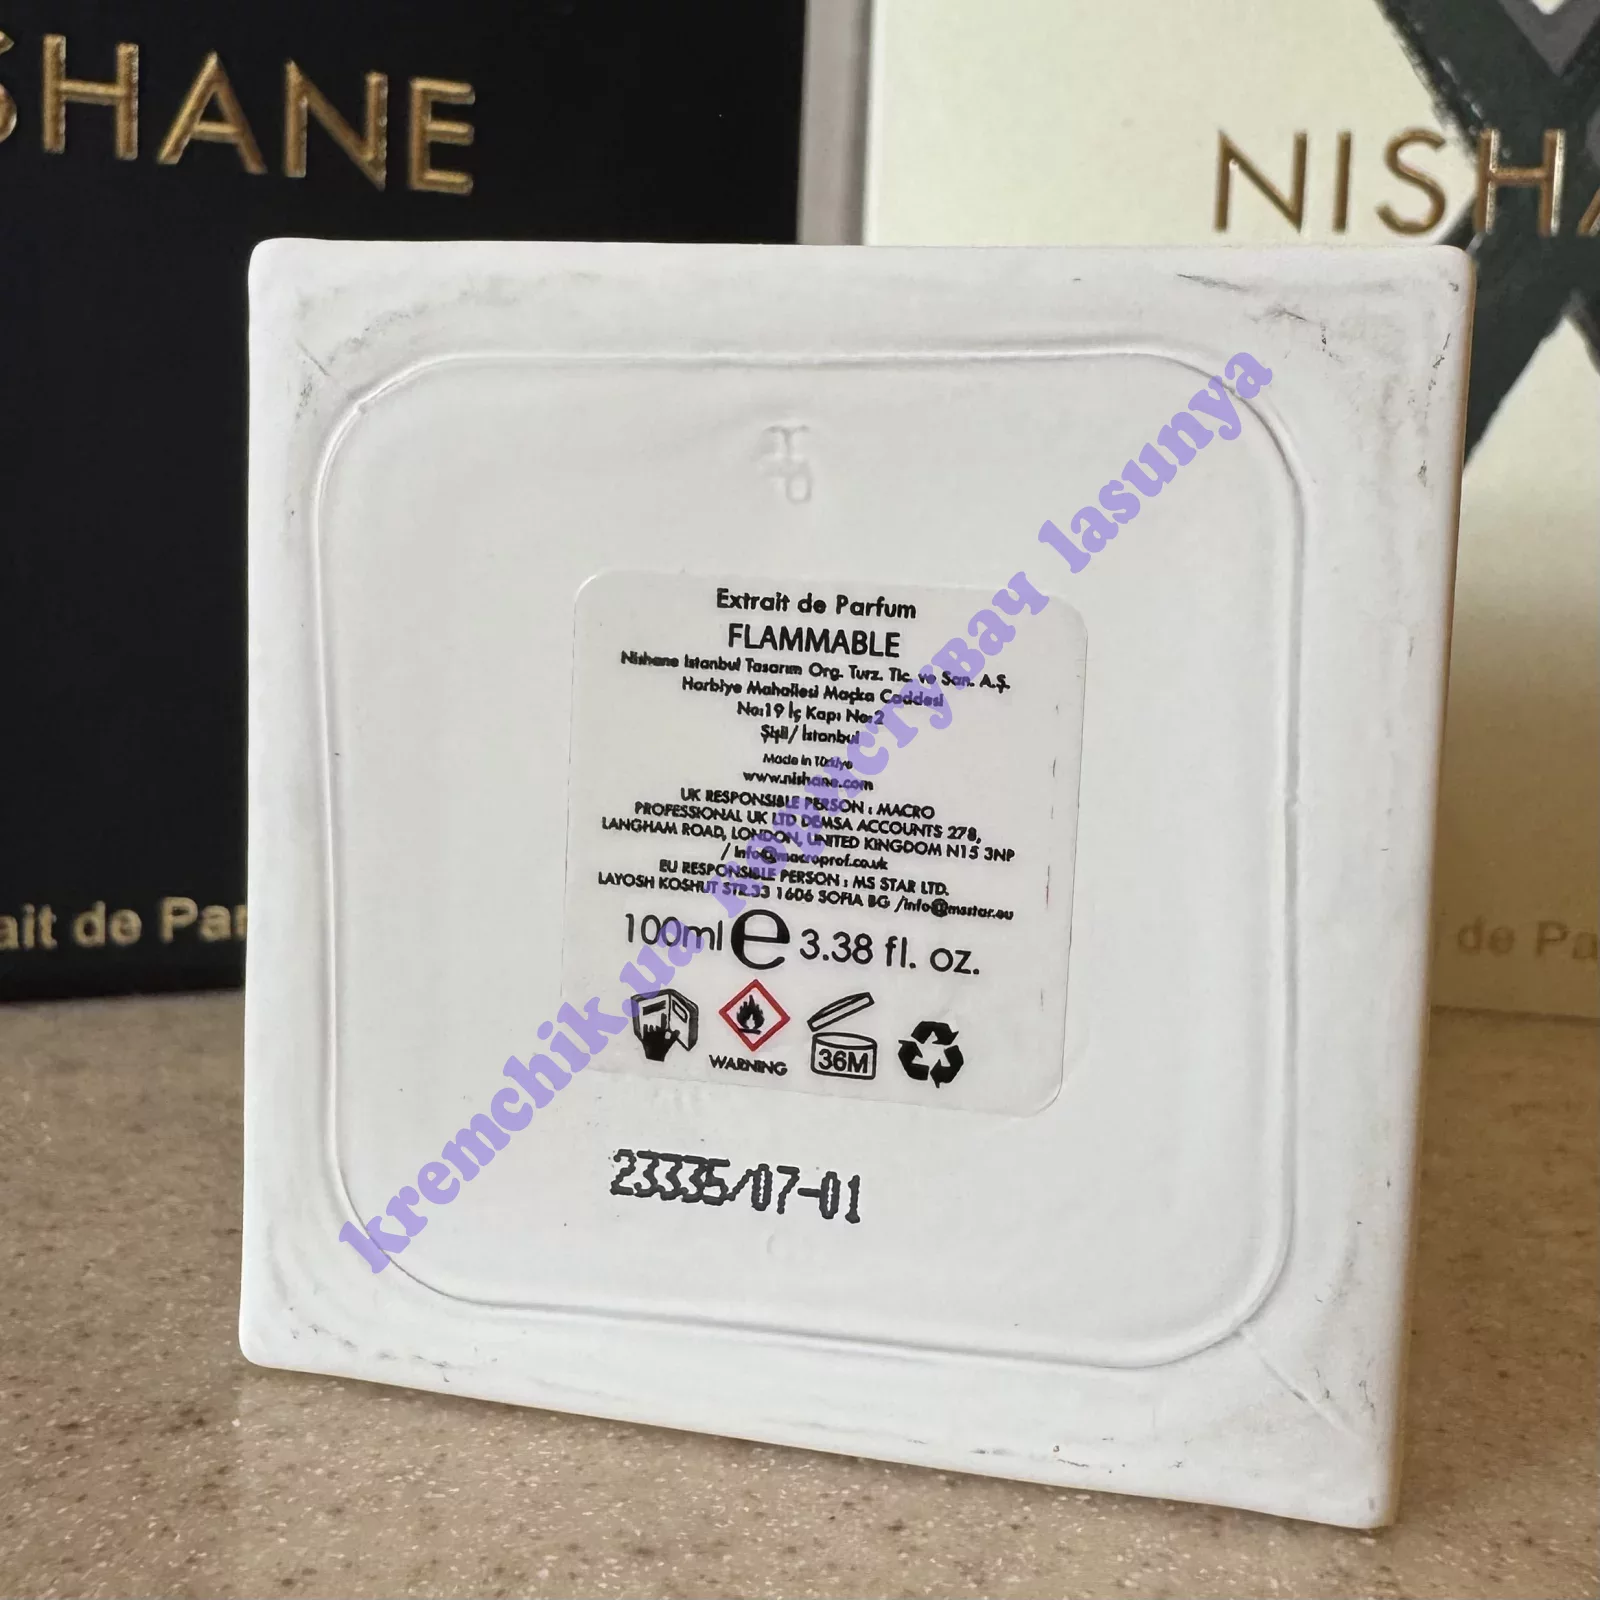 SHANE
NISHA
Extrait de Parfum
FLAMMABLE
Nishane İstanbul Tasarım Org. Turz. Tic. ve San. A.Ş.
Harbiye Mahallesi Maçka Caddesi
No:19 İç Kapı No:2
Şişli/ İstanbul
Made in Türkiye
www.nishane.com
UK RESPONSIBLE PERSON : MACRO
PROFESSIONAL UK LTD DEMSA ACCOUNTS 278,
LANGHAM ROAD, LONDON, UNITED KINGDOM N15 3NP
/ info@macroprof.co.uk
EU RESPONSIBLE PERSON : MS STAR LTD.
LAYOSH KOSHUT STR.33 1606 SOFIA BG /info@msstar.eu
100ml e 3.38 fl. oz.
WARNING
36M
23335/07-01
ait de Par
de Pa
kremchik.ua користувач lasunya